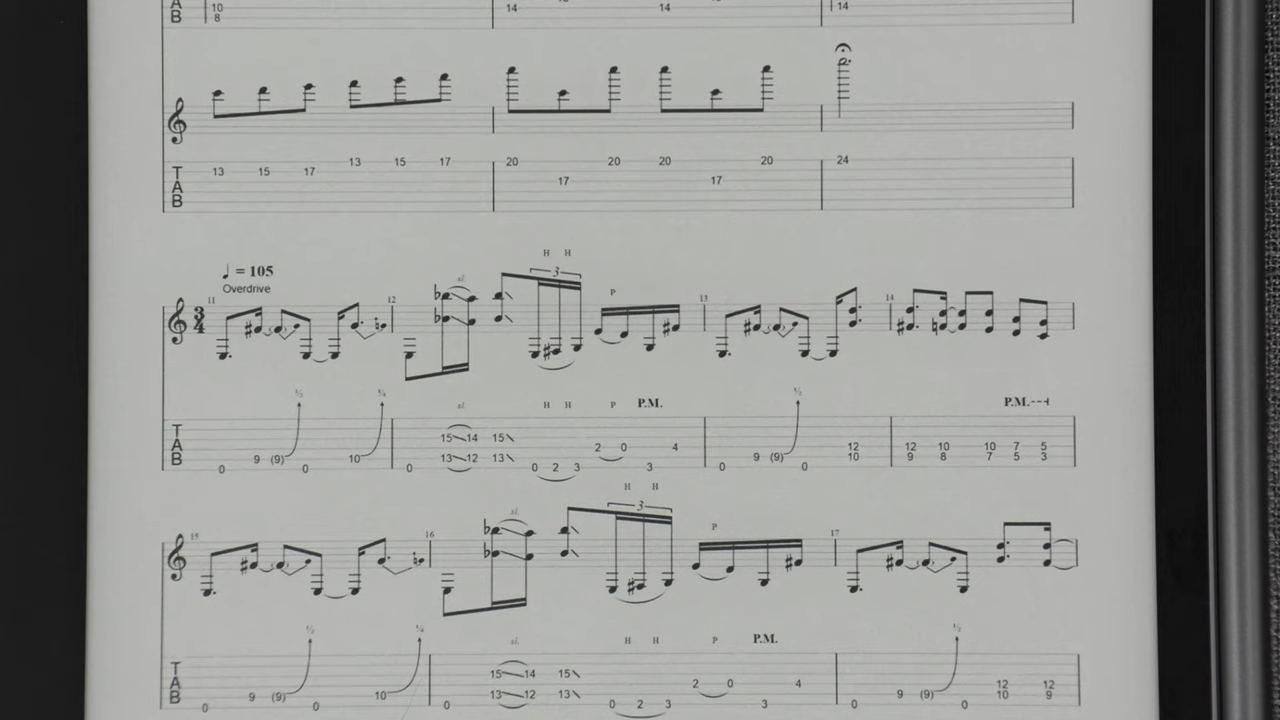 A 10 14 14 14
B 8
13 15 17 13 15 17 20 17 20 20 17 20 24
T
A
B
♩ = 105
Overdrive
H H
sl. 3 P
11 12 13 14
3
4
½ ¼ sl. H H P P.M. ½ P.M.
T 15 14 15
A 2 0 4 12 12 10 10 7 5
B 9 (9) 10 13 12 13 9 (9) 10 9 8 7 5 3
0 0 0 0 2 3 3 0 0
H H
sl. 3 P
15 16 17
½ ¼ sl. H H P P.M. ½
T 15 14 15
A 2 0 4 12 12
B 9 (9) 10 13 12 13 9 (9) 10 9
0 0 0 0 2 3 3 0 0